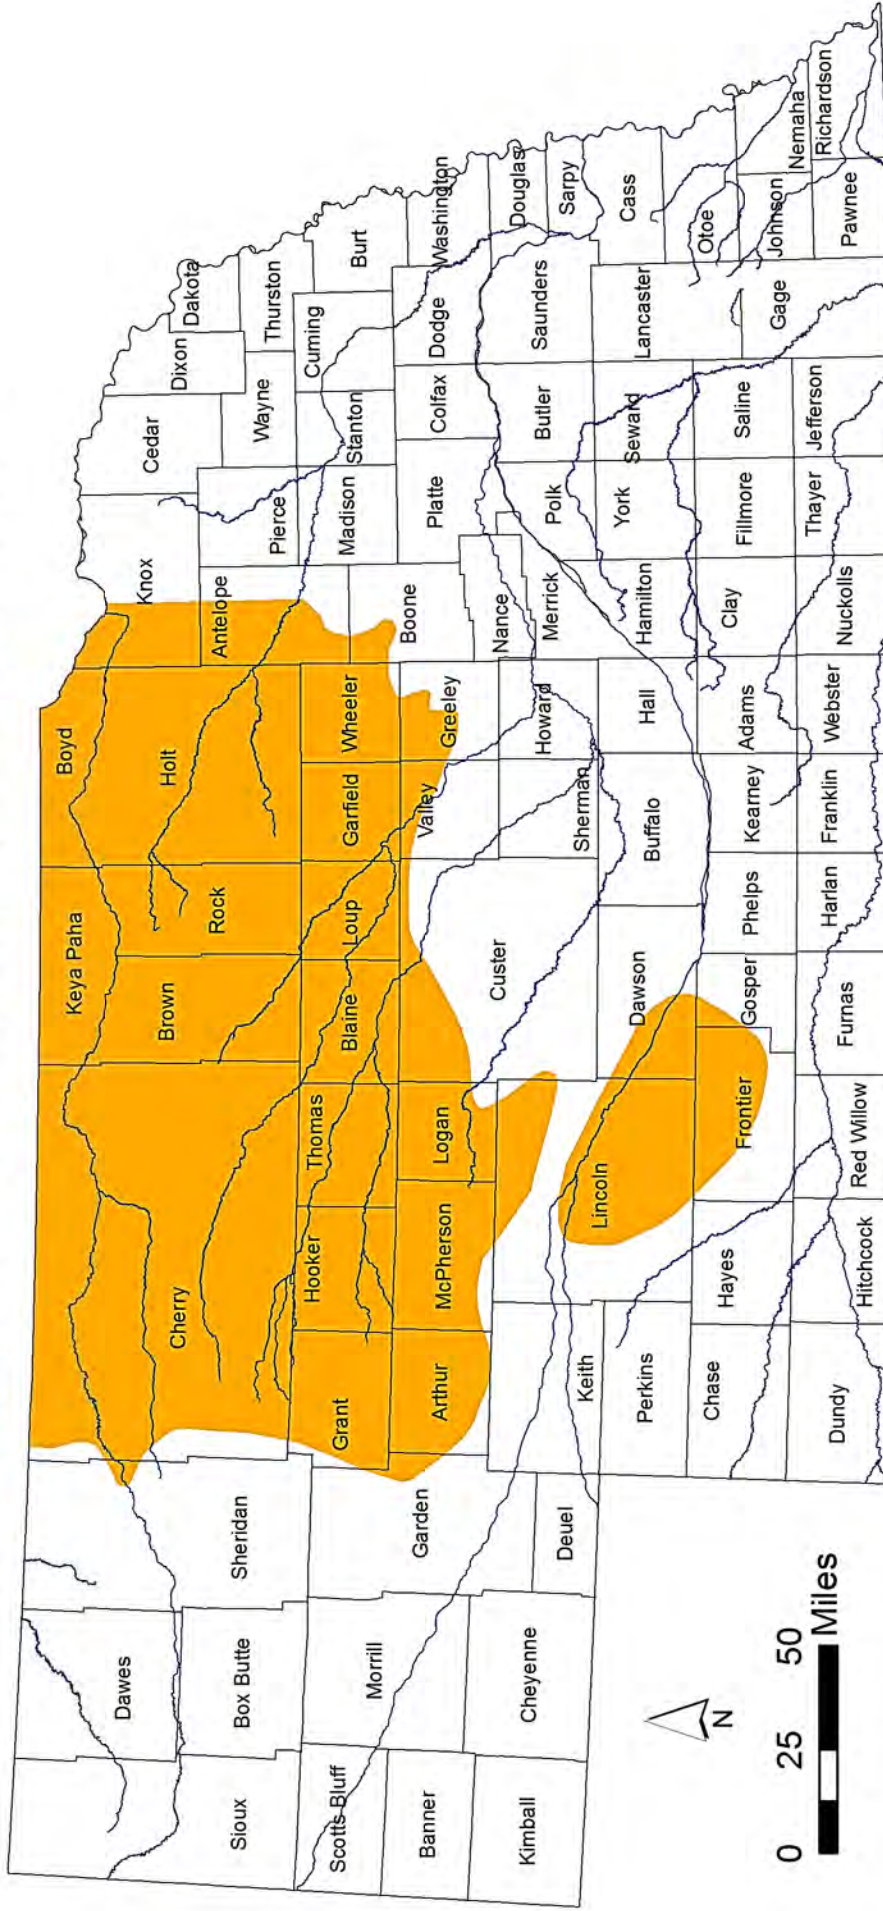 Sioux
Dawes
Box Butte
Sheridan
Scotts Bluff
Banner
Kimball
Morrill
Cheyenne
Garden
Deuel
Cherry
Grant
Hooker
Thomas
Arthur
McPherson
Logan
Keith
Lincoln
Perkins
Chase
Hayes
Frontier
Dundy
Hitchcock
Red Willow
Keya Paha
Brown
Rock
Boyd
Holt
Blaine
Loup
Garfield
Wheeler
Custer
Valley
Greeley
Sherman
Howard
Dawson
Buffalo
Hall
Gosper
Phelps
Kearney
Adams
Furnas
Harlan
Franklin
Webster
Knox
Cedar
Dixon
Dakota
Antelope
Pierce
Wayne
Thurston
Boone
Madison
Stanton
Cuming
Burt
Nance
Platte
Colfax
Dodge
Washington
Merrick
Polk
Butler
Saunders
Douglas
Sarpy
Hamilton
York
Seward
Lancaster
Cass
Otoe
Clay
Fillmore
Saline
Gage
Johnson
Nemaha
Nuckolls
Thayer
Jefferson
Pawnee
Richardson
N
0 25 50
Miles